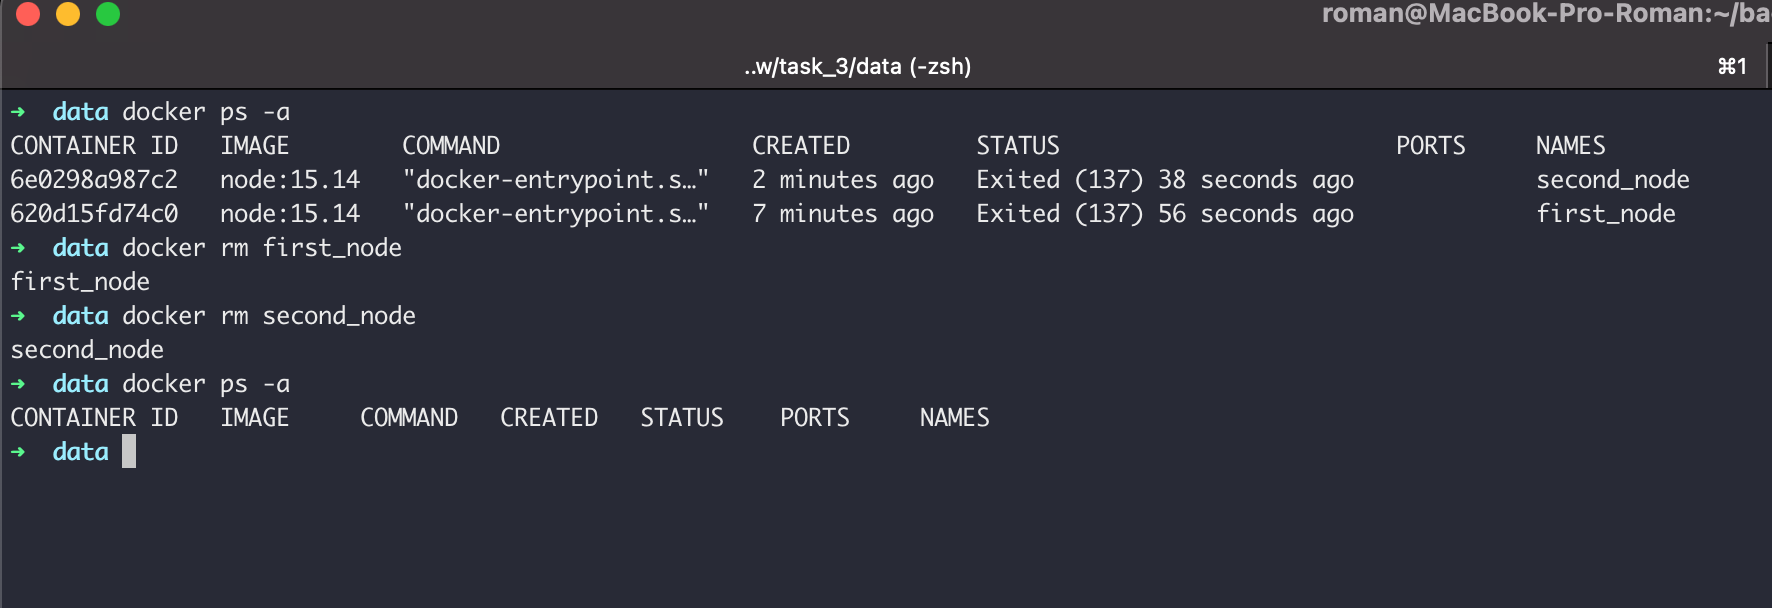 roman@MacBook-Pro-Roman:~/ba
..w/task_3/data (-zsh) ⌘1
➜ data docker ps -a
CONTAINER ID IMAGE COMMAND CREATED STATUS PORTS NAMES
6e0298a987c2 node:15.14 "docker-entrypoint.s…" 2 minutes ago Exited (137) 38 seconds ago second_node
620d15fd74c0 node:15.14 "docker-entrypoint.s…" 7 minutes ago Exited (137) 56 seconds ago first_node
➜ data docker rm first_node
first_node
➜ data docker rm second_node
second_node
➜ data docker ps -a
CONTAINER ID IMAGE COMMAND CREATED STATUS PORTS NAMES
➜ data